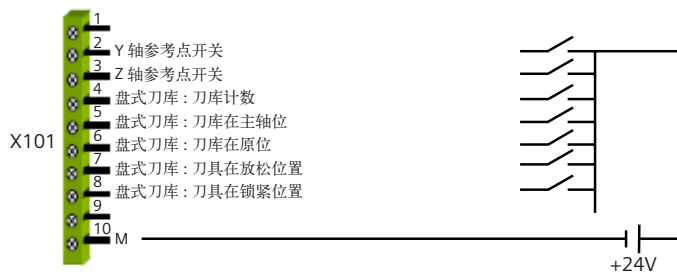 1
2 Y 轴参考点开关
3 Z 轴参考点开关
4 盘式刀库 : 刀库计数
5 盘式刀库 : 刀库在主轴位
X101
6 盘式刀库 : 刀库在原位
7 盘式刀库 : 刀具在放松位置
8 盘式刀库 : 刀具在锁紧位置
9
10 M
+24V